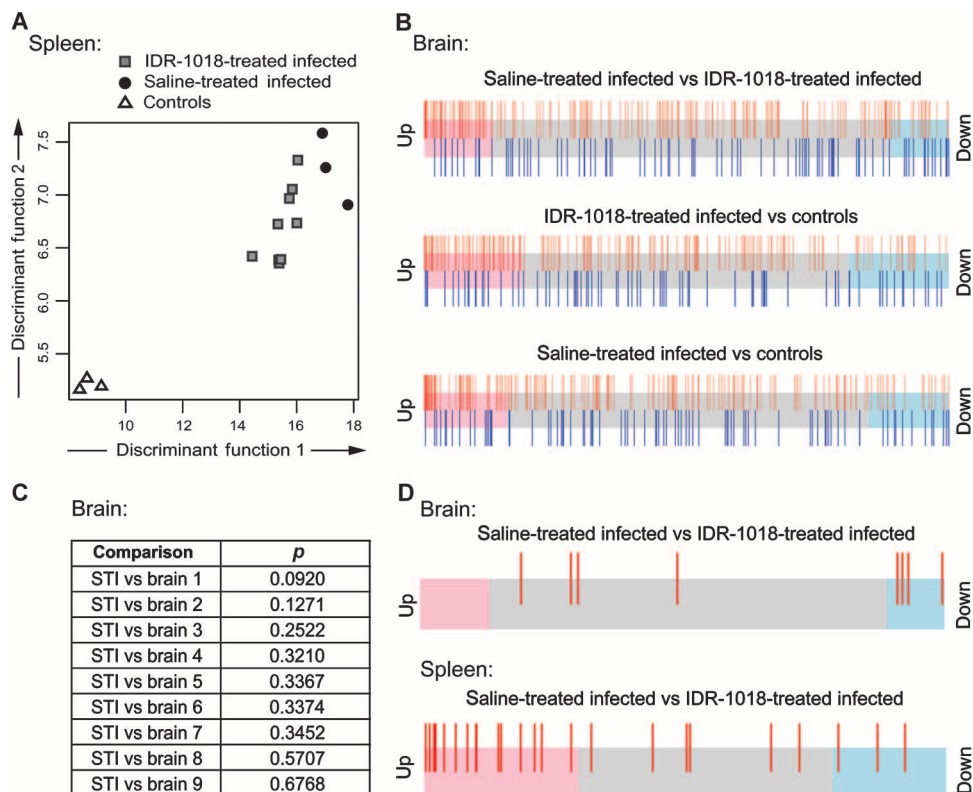 A
Spleen:
IDR-1018-treated infected
Saline-treated infected
Controls
Discriminant function 2
7.5
7.0
6.5
6.0
5.5
10
12
14
16
18
Discriminant function 1
B
Brain:
Saline-treated infected vs IDR-1018-treated infected
Up
Down
IDR-1018-treated infected vs controls
Up
Down
Saline-treated infected vs controls
Up
Down
C
Brain:
Comparison p
STI vs brain 1 0.0920
STI vs brain 2 0.1271
STI vs brain 3 0.2522
STI vs brain 4 0.3210
STI vs brain 5 0.3367
STI vs brain 6 0.3374
STI vs brain 7 0.3452
STI vs brain 8 0.5707
STI vs brain 9 0.6768
D
Brain:
Saline-treated infected vs IDR-1018-treated infected
Up
Down
Spleen:
Saline-treated infected vs IDR-1018-treated infected
Up
Down